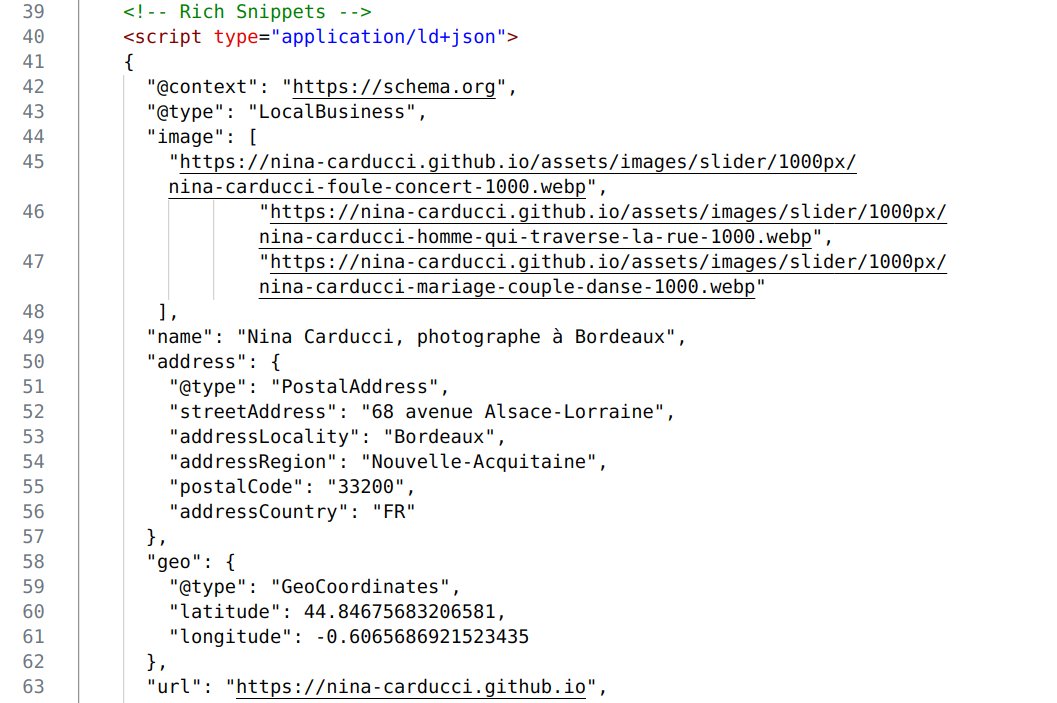 39 <!-- Rich Snippets -->
40 <script type="application/ld+json">
41 {
42 "@context": "https://schema.org",
43 "@type": "LocalBusiness",
44 "image": [
45 "https://nina-carducci.github.io/assets/images/slider/1000px/
nina-carducci-foule-concert-1000.webp",
46 "https://nina-carducci.github.io/assets/images/slider/1000px/
nina-carducci-homme-qui-traverse-la-rue-1000.webp",
47 "https://nina-carducci.github.io/assets/images/slider/1000px/
nina-carducci-mariage-couple-danse-1000.webp"
48 ],
49 "name": "Nina Carducci, photographe à Bordeaux",
50 "address": {
51 "@type": "PostalAddress",
52 "streetAddress": "68 avenue Alsace-Lorraine",
53 "addressLocality": "Bordeaux",
54 "addressRegion": "Nouvelle-Acquitaine",
55 "postalCode": "33200",
56 "addressCountry": "FR"
57 },
58 "geo": {
59 "@type": "GeoCoordinates",
60 "latitude": 44.84675683206581,
61 "longitude": -0.6065686921523435
62 },
63 "url": "https://nina-carducci.github.io",